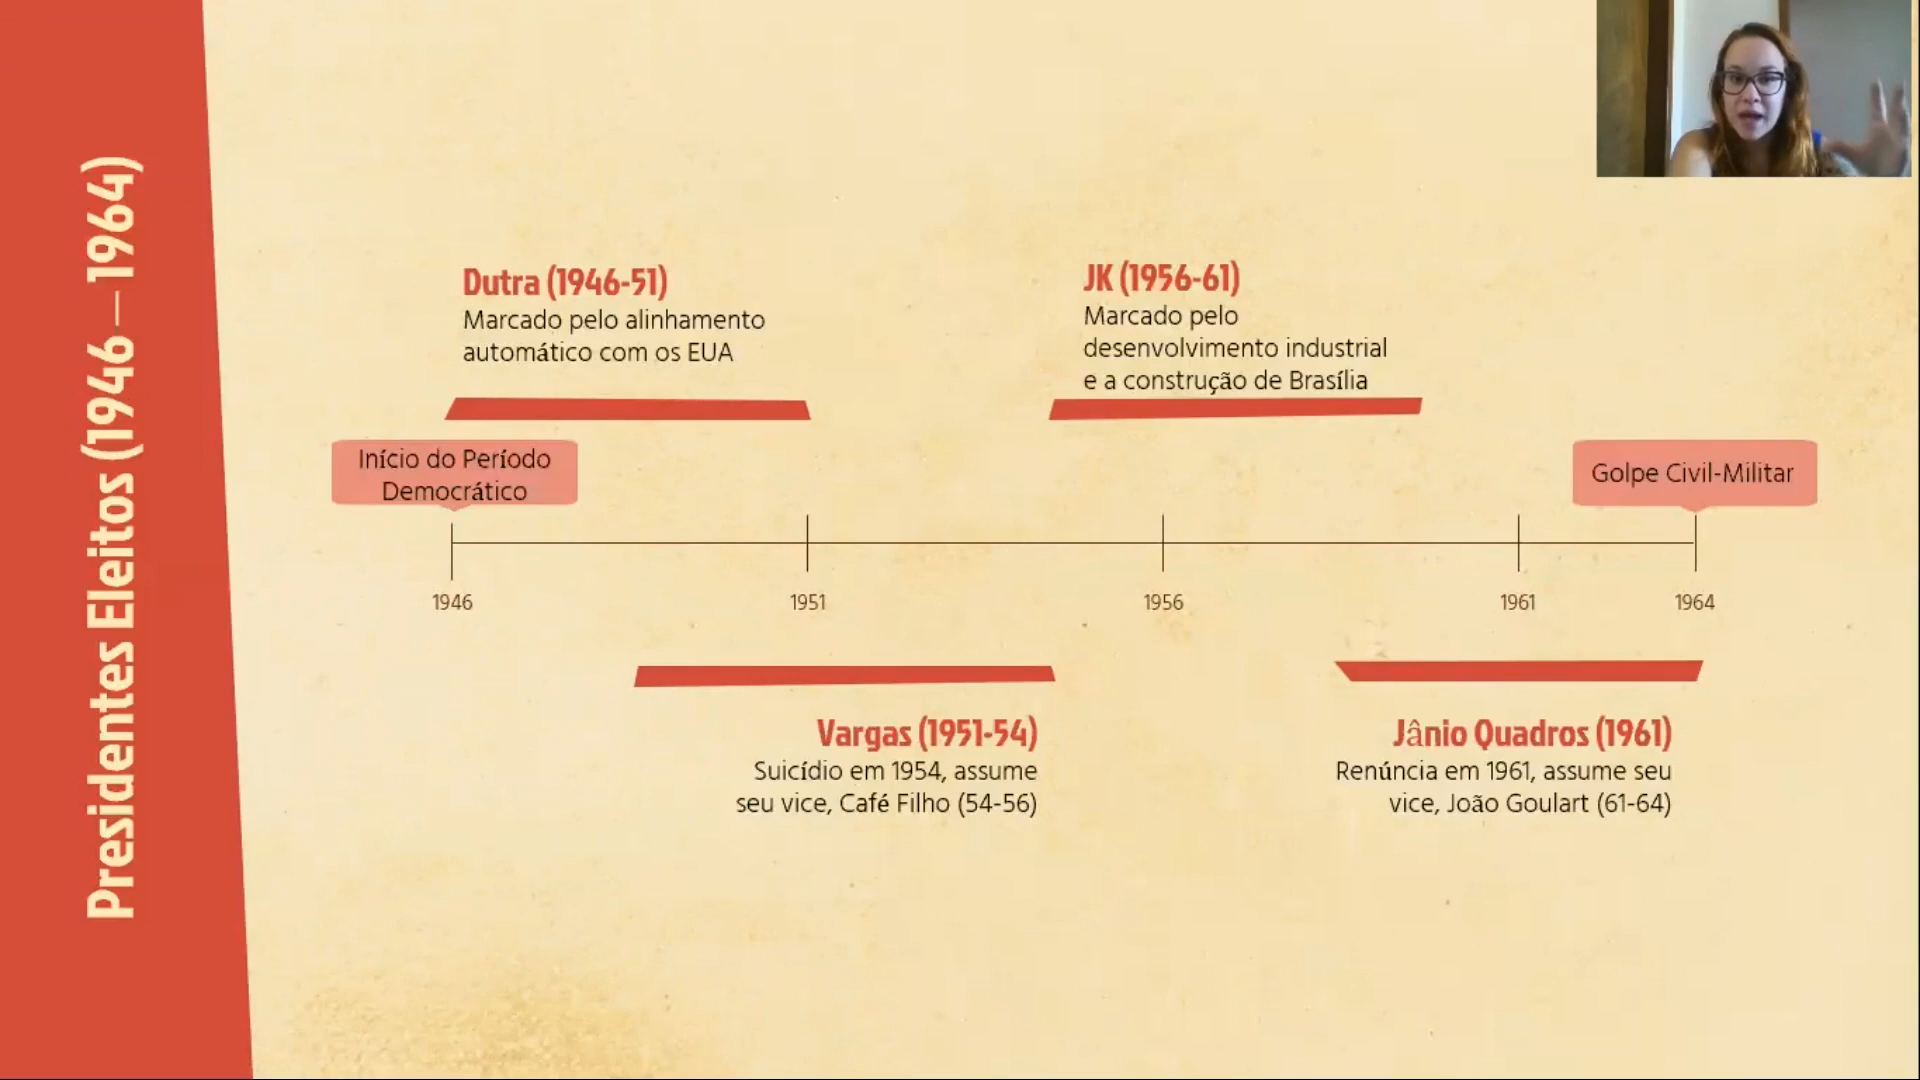 Presidentes Eleitos (1946 – 1964)
Dutra (1946-51)
Marcado pelo alinhamento
automático com os EUA
JK (1956-61)
Marcado pelo
desenvolvimento industrial
e a construção de Brasília
Início do Período
Democrático
Golpe Civil-Militar
1946
1951
1956
1961
1964
Vargas (1951-54)
Suicídio em 1954, assume
seu vice, Café Filho (54-56)
Jânio Quadros (1961)
Renúncia em 1961, assume seu
vice, João Goulart (61-64)